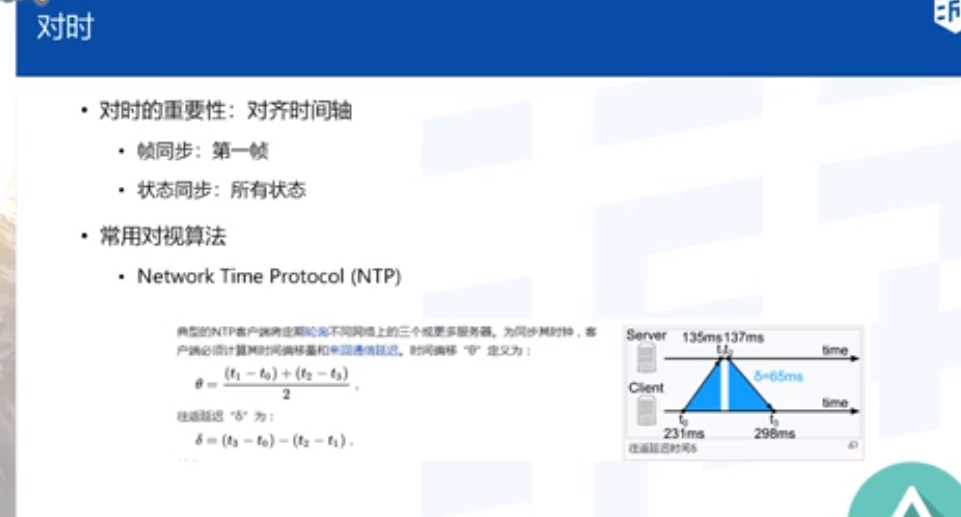 对时
• 对时的重要性：对齐时间轴
• 帧同步：第一帧
• 状态同步：所有状态
• 常用对视算法
• Network Time Protocol (NTP)
典型的NTP客户端将定期轮询不同网络上的三个或更多服务器。为同步其时钟，客
户端必须计算其时间偏移量和来回通信延迟。时间偏移“θ”定义为：
θ = \frac{(t₁ − t₀) + (t₂ − t₃)}{2} ,
往返延迟“δ”为：
δ = (t₃ − t₀) − (t₂ − t₁) .
Server 135ms 137ms
t₁ t₂ time
δ=65ms
Client
time
t₀ t₃
231ms 298ms
往返延迟时间δ